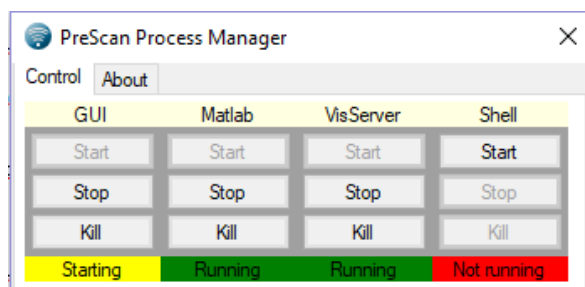 PreScan Process Manager
Control About
GUI Matlab VisServer Shell
Start Start Start Start
Stop Stop Stop Stop
Kill Kill Kill Kill
Starting Running Running Not running